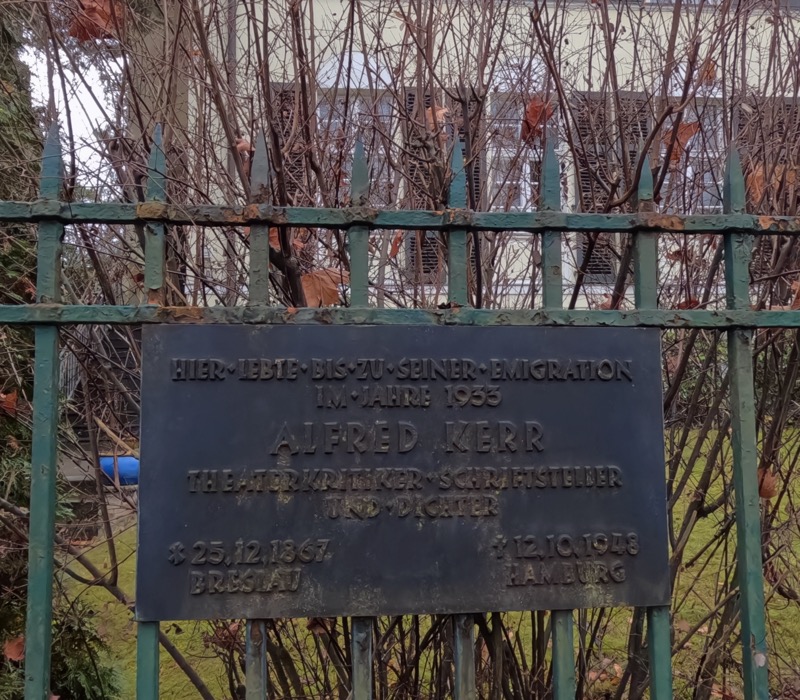 HIER·LEBTE·BIS·ZU·SEINER·EMIGRATION
IM·JAHRE 1933
ALFRED KERR
THEATERKRITIKER·SCHRIFTSTELLER
UND·DICHTER
* 25.12.1867 † 12.10.1948
BRESLAU HAMBURG